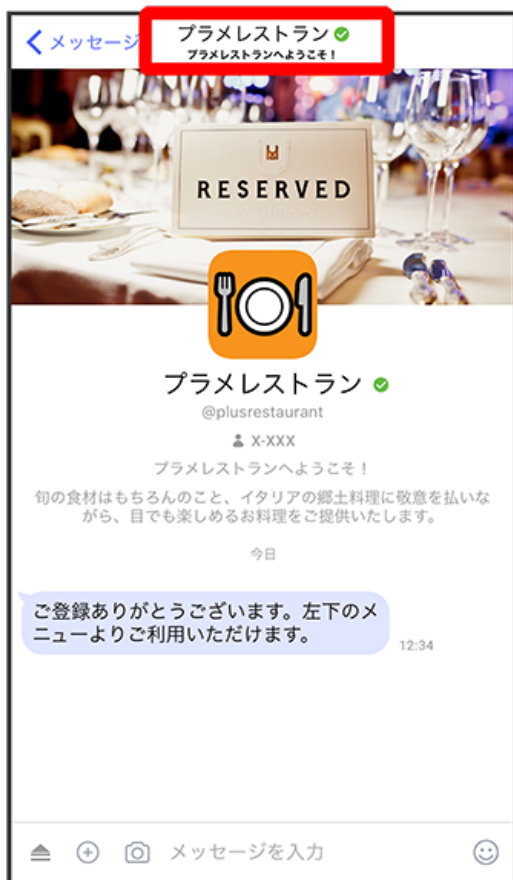 メッセージ
プラメレストラン
プラメレストランへようこそ！
RESERVED
プラメレストラン
@plusrestaurant
X-XXX
プラメレストランへようこそ！
旬の食材はもちろんのこと、イタリアの郷土料理に敬意を払いな
がら、目でも楽しめるお料理をご提供いたします。
今日
ご登録ありがとうございます。左下のメ
ニューよりご利用いただけます。
12:34
メッセージを入力